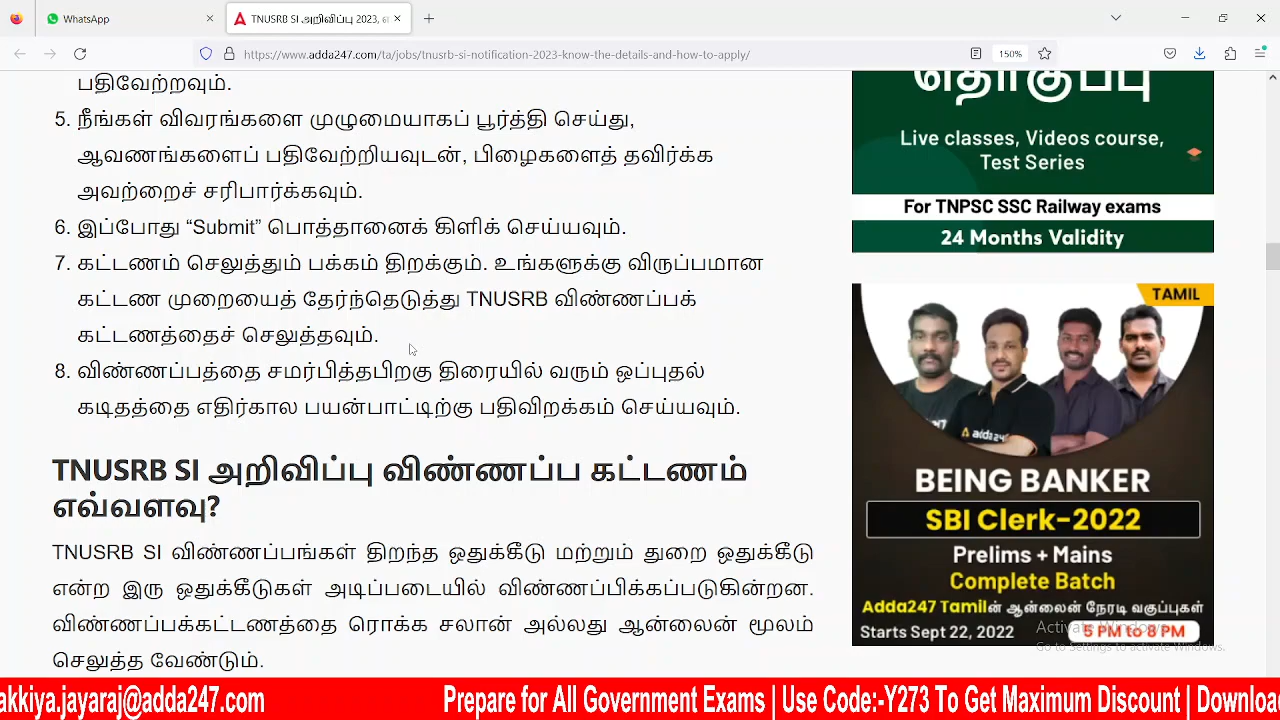 WhatsApp
TNUSRB SI அறிவிப்பு 2023,
https://www.adda247.com/ta/jobs/tnusrb-si-notification-2023-know-the-details-and-how-to-apply/
150%
பதிவேற்றவும்.
5. நீங்கள் விவரங்களை முழுமையாகப் பூர்த்தி செய்து,
ஆவணங்களைப் பதிவேற்றியவுடன், பிழைகளைத் தவிர்க்க
அவற்றைச் சரிபார்க்கவும்.
6. இப்போது “Submit” பொத்தானைக் கிளிக் செய்யவும்.
7. கட்டணம் செலுத்தும் பக்கம் திறக்கும். உங்களுக்கு விருப்பமான
கட்டண முறையைத் தேர்ந்தெடுத்து TNUSRB விண்ணப்பக்
கட்டணத்தைச் செலுத்தவும்.
8. விண்ணப்பத்தை சமர்பித்தபிறகு திரையில் வரும் ஒப்புதல்
கடிதத்தை எதிர்கால பயன்பாட்டிற்கு பதிவிறக்கம் செய்யவும்.
TNUSRB SI அறிவிப்பு விண்ணப்ப கட்டணம்
எவ்வளவு?
TNUSRB SI விண்ணப்பங்கள் திறந்த ஒதுக்கீடு மற்றும் துறை ஒதுக்கீடு
என்ற இரு ஒதுக்கீடுகள் அடிப்படையில் விண்ணப்பிக்கப்படுகின்றன.
விண்ணப்பக்கட்டணத்தை ரொக்க சலான் அல்லது ஆன்லைன் மூலம்
செலுத்த வேண்டும்.
தொகுப்பு
Live classes, Videos course,
Test Series
For TNPSC SSC Railway exams
24 Months Validity
TAMIL
adda247
BEING BANKER
SBI Clerk-2022
Prelims + Mains
Complete Batch
Adda247 Tamilன் ஆன்லைன் நேரடி வகுப்புகள்
Starts Sept 22, 2022 5 PM to 8 PM
Activate Windows
Go to Settings to activate Windows.
akkiya.jayaraj@adda247.com Prepare for All Government Exams | Use Code:-Y273 To Get Maximum Discount |